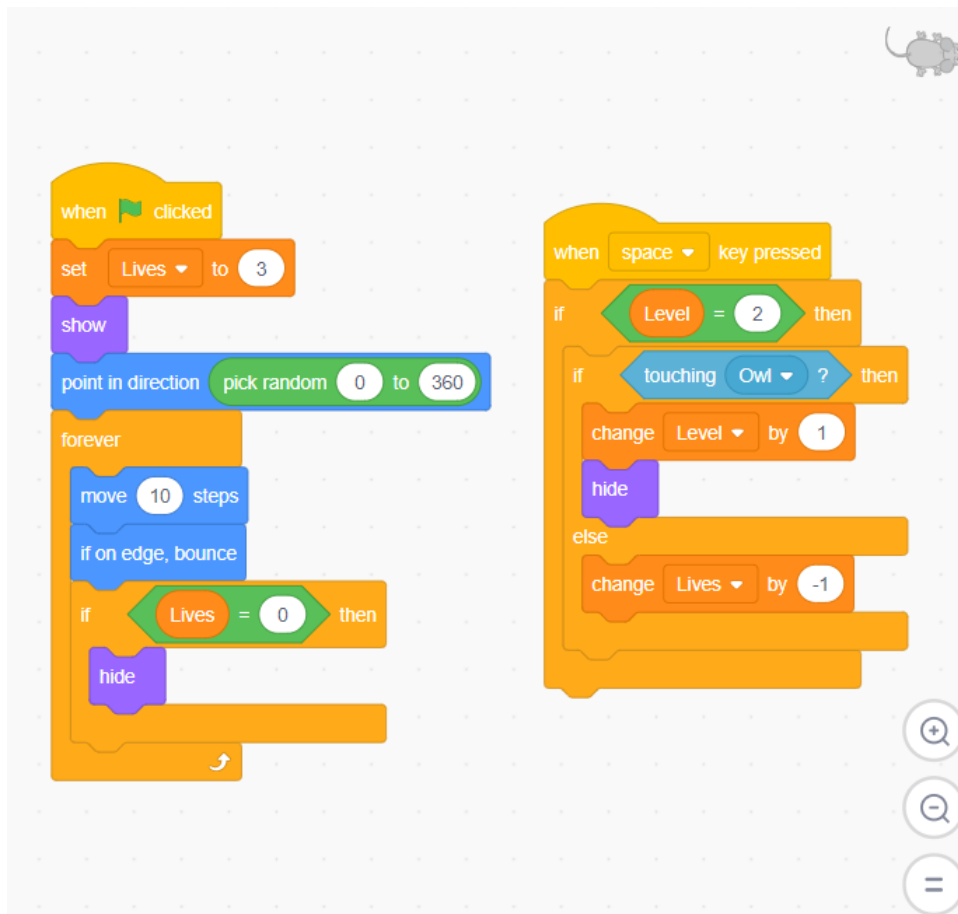 when clicked
set Lives to 3
show
point in direction pick random 0 to 360
forever
move 10 steps
if on edge, bounce
if Lives = 0 then
hide
when space key pressed
if Level = 2 then
if touching Owl ? then
change Level by 1
hide
else
change Lives by -1